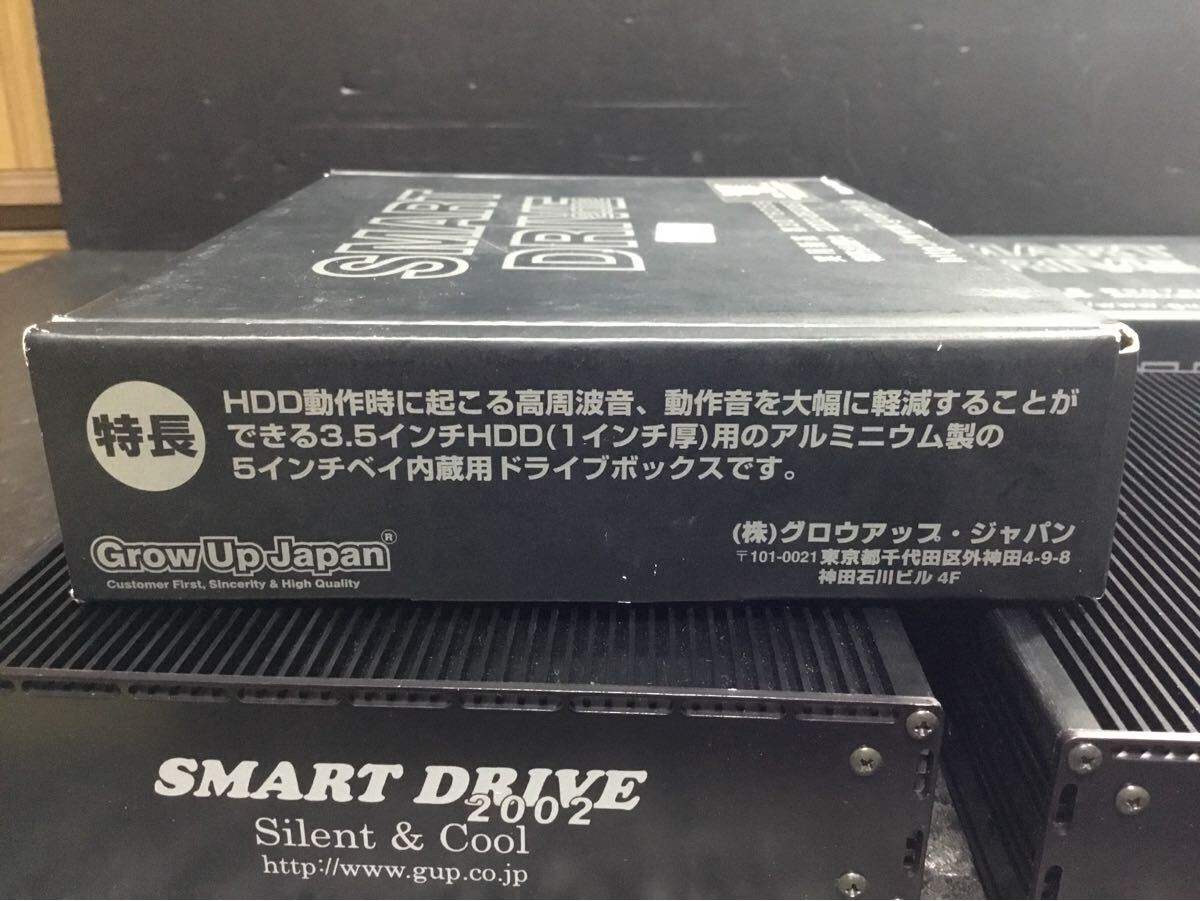 SMART
DRIVE
特長
HDD動作時に起こる高周波音、動作音を大幅に軽減することが
できる3.5インチHDD(1インチ厚)用のアルミニウム製の
5インチベイ内蔵用ドライブボックスです。
Grow Up Japan®
Customer First, Sincerity & High Quality
(株)グロウアップ・ジャパン
〒101-0021 東京都千代田区外神田4-9-8
神田石川ビル 4F
SMART DRIVE
2002
Silent & Cool
http://www.gup.co.jp